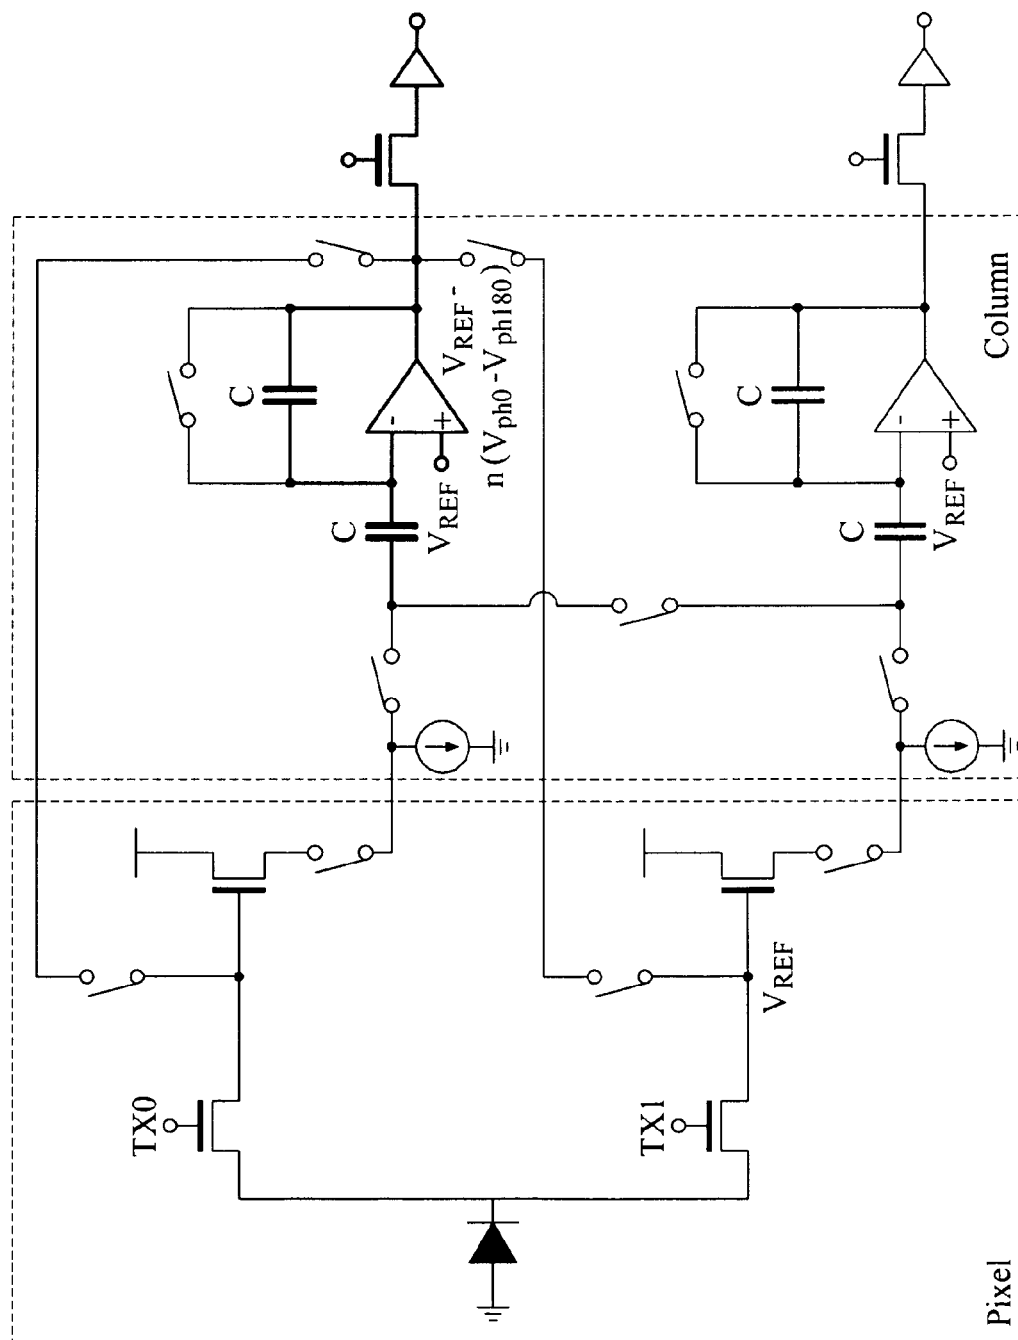 Pixel
Column
TX0
TX1
V_REF
C
C
V_REF
V_REF -
n (V_ph0 - V_ph180)
C
C
V_REF
-
+
-
+